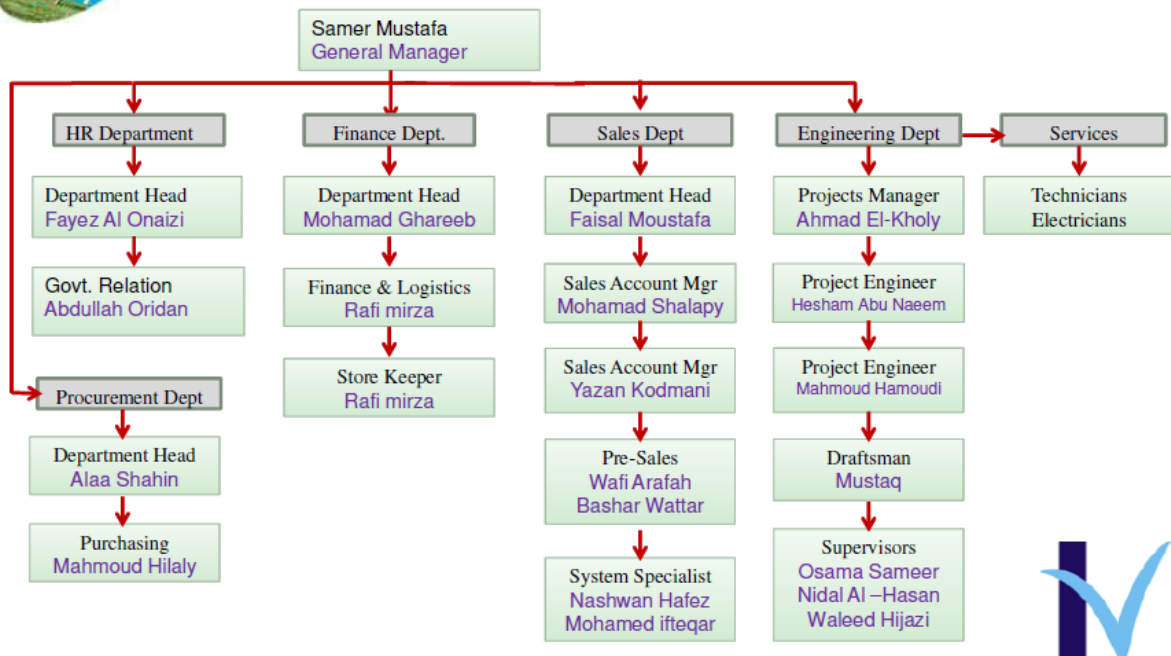 Samer Mustafa
General Manager
HR Department
Department Head
Fayez Al Onaizi
Govt. Relation
Abdullah Oridan
Procurement Dept
Department Head
Alaa Shahin
Purchasing
Mahmoud Hilaly
Finance Dept.
Department Head
Mohamad Ghareeb
Finance & Logistics
Rafi mirza
Store Keeper
Rafi mirza
Sales Dept
Department Head
Faisal Moustafa
Sales Account Mgr
Mohamad Shalapy
Sales Account Mgr
Yazan Kodmani
Pre-Sales
Wafi Arafah
Bashar Wattar
System Specialist
Nashwan Hafez
Mohamed ifteqar
Engineering Dept
Projects Manager
Ahmad El-Kholy
Project Engineer
Hesham Abu Naeem
Project Engineer
Mahmoud Hamoudi
Draftsman
Mustaq
Supervisors
Osama Sameer
Nidal Al –Hasan
Waleed Hijazi
Services
Technicians
Electricians